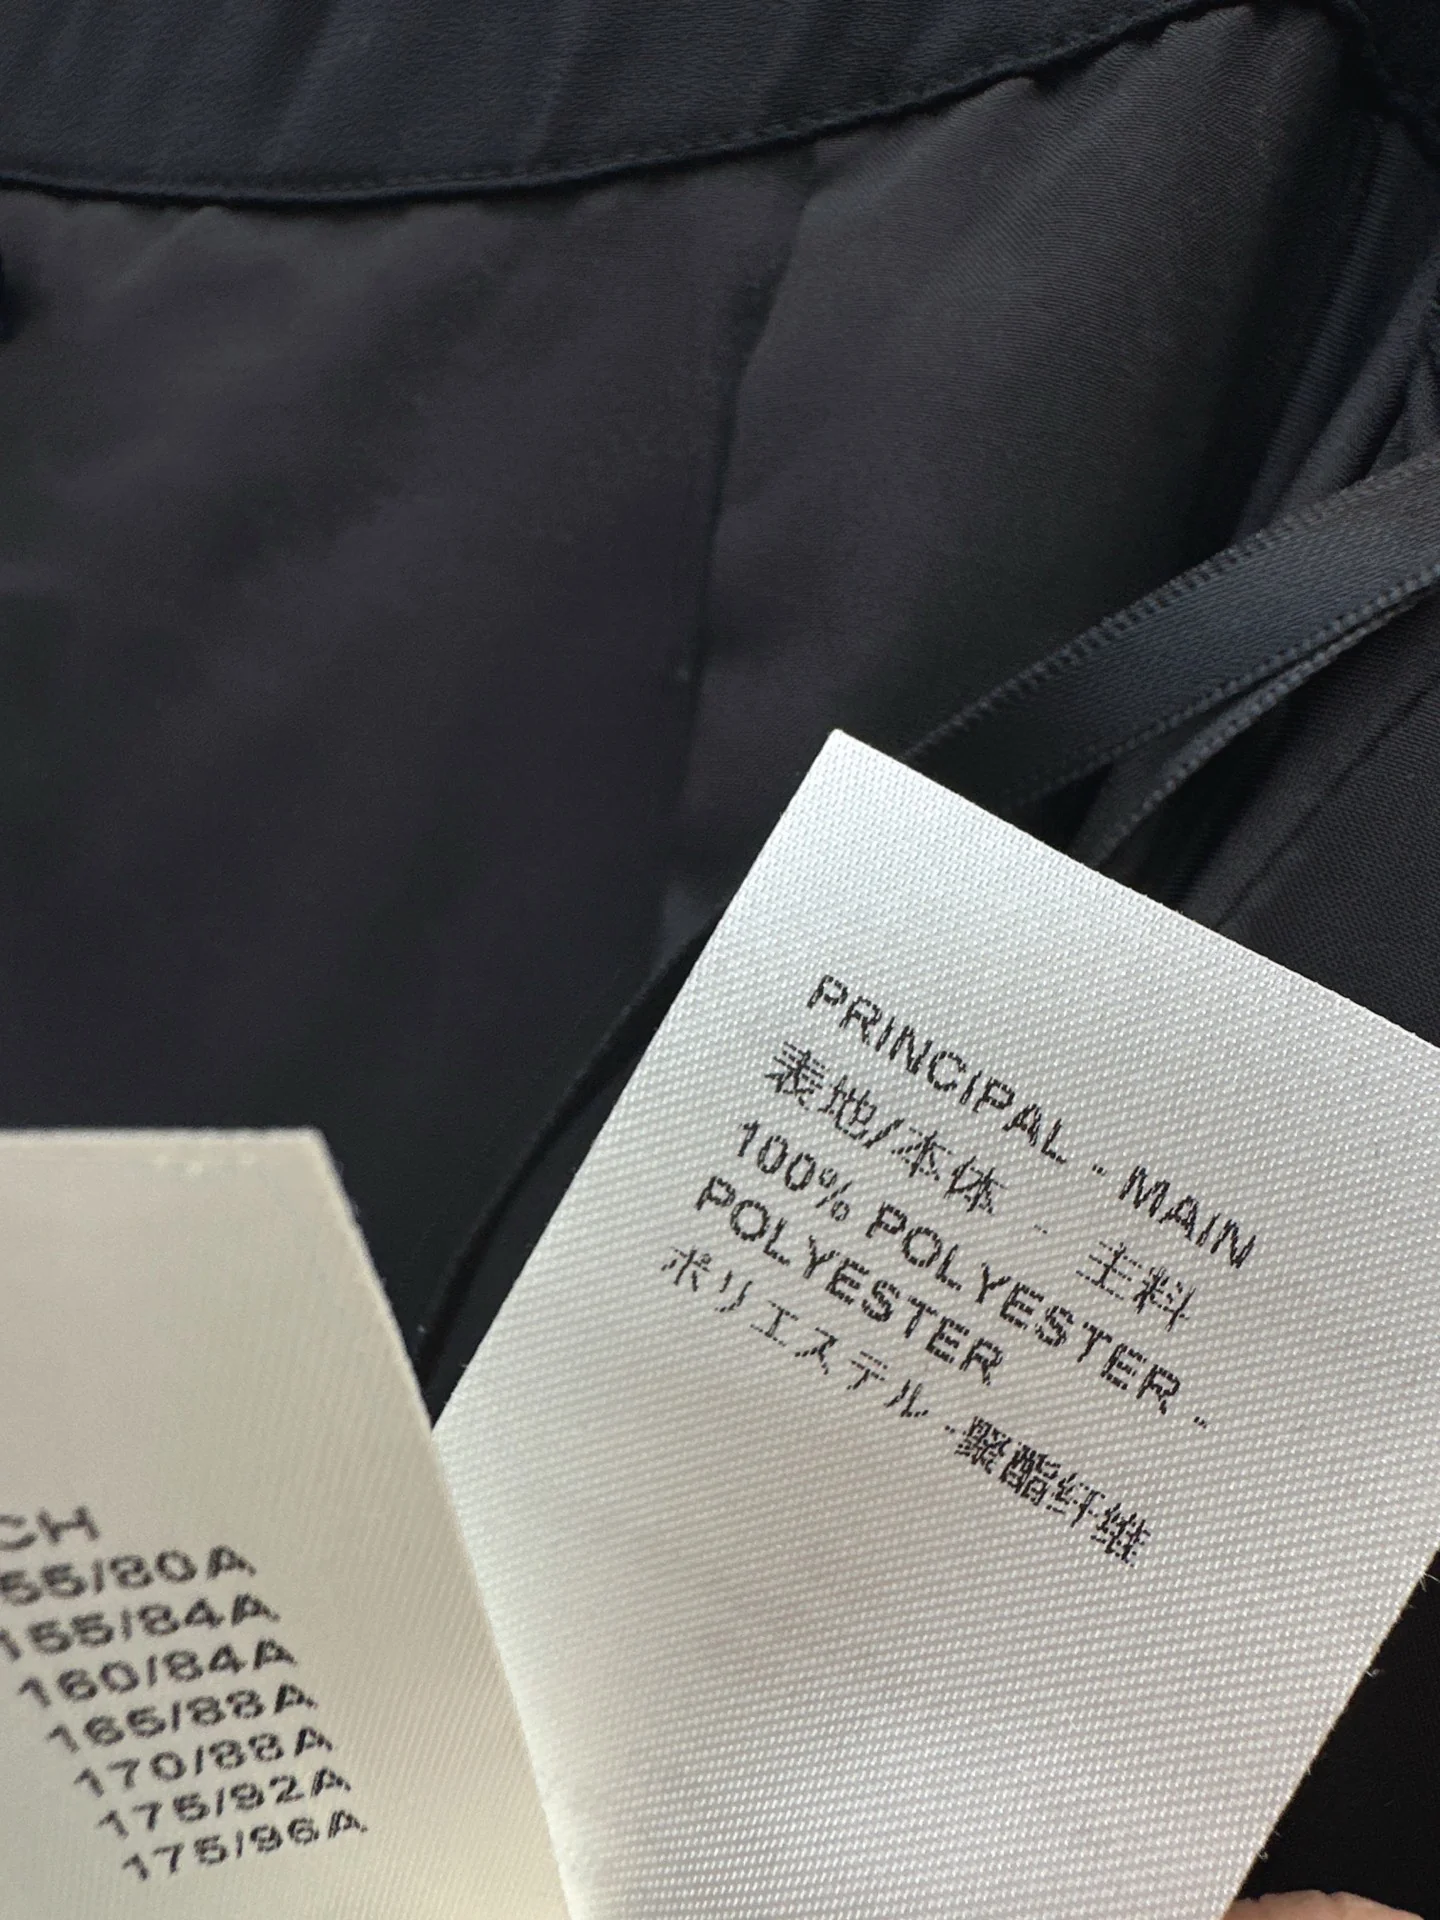 PRINCIPAL - MAIN
表地/本体 - 主料
100% POLYESTER -
POLYESTER
ポリエステル - 聚酯纤维
CH
55/80A
155/84A
160/84A
165/88A
170/88A
175/92A
175/96A